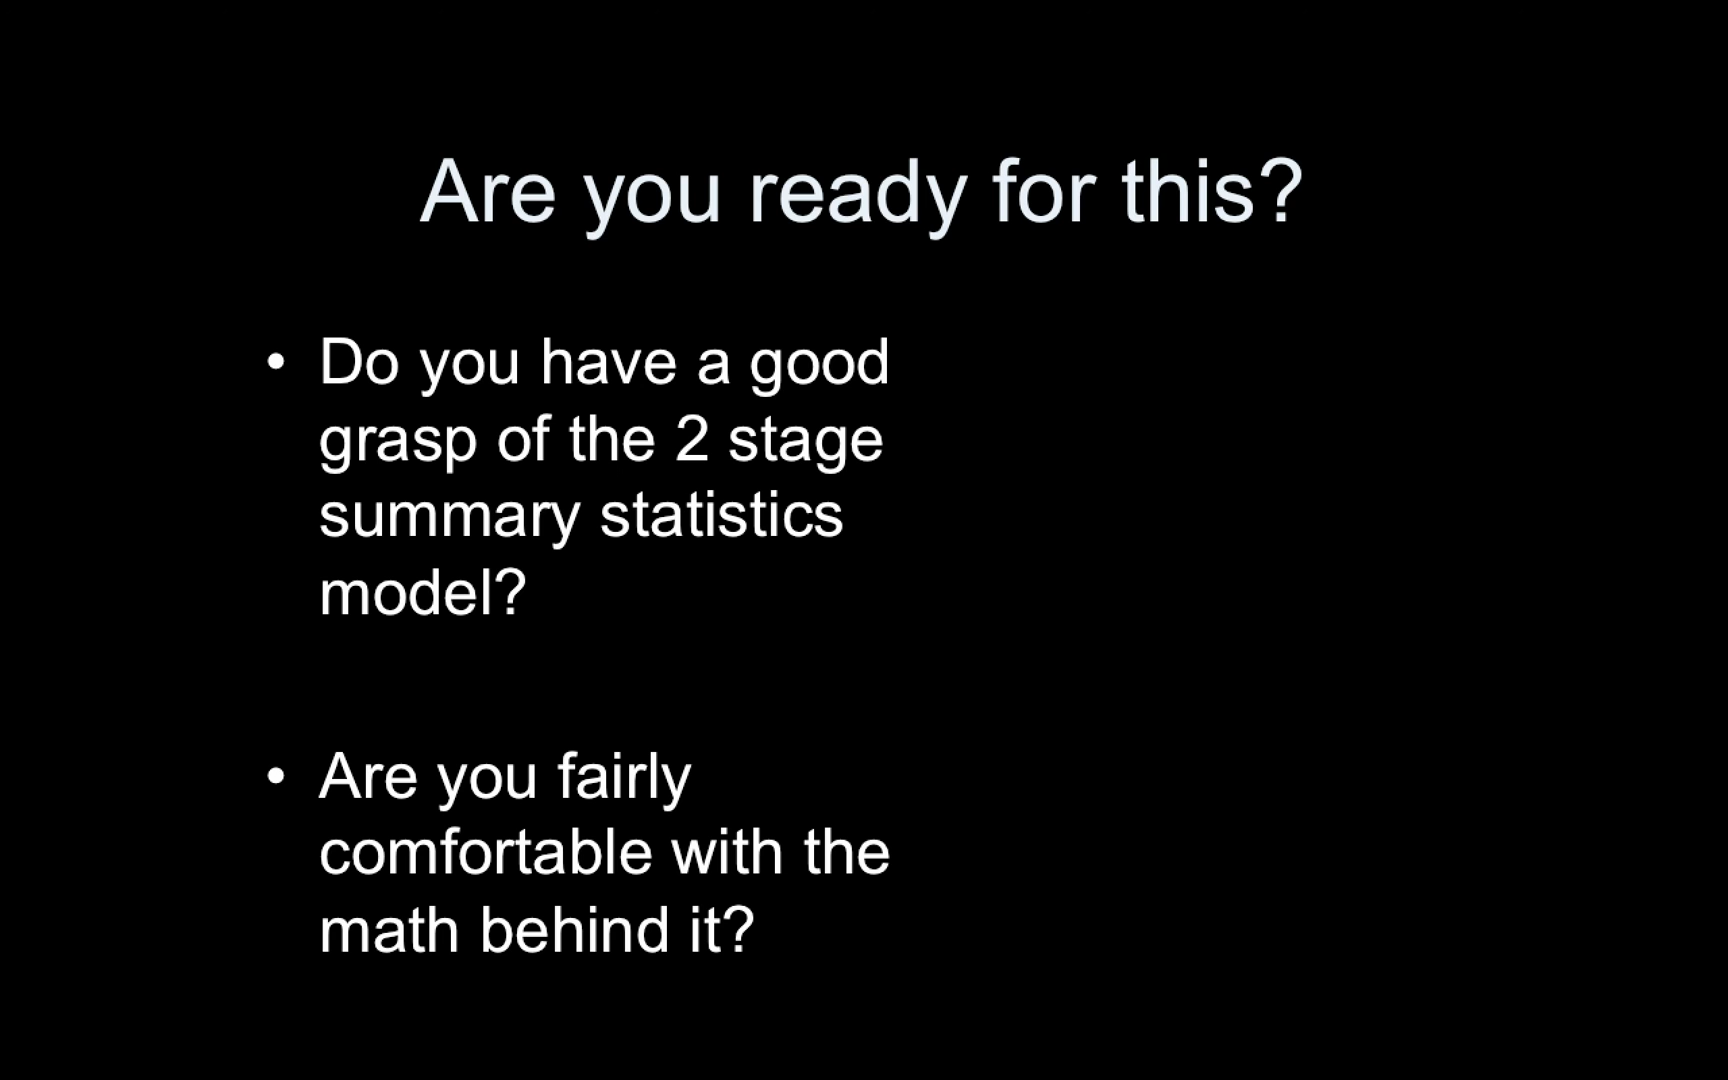 Are you ready for this?
• Do you have a good
grasp of the 2 stage
summary statistics
model?
• Are you fairly
comfortable with the
math behind it?